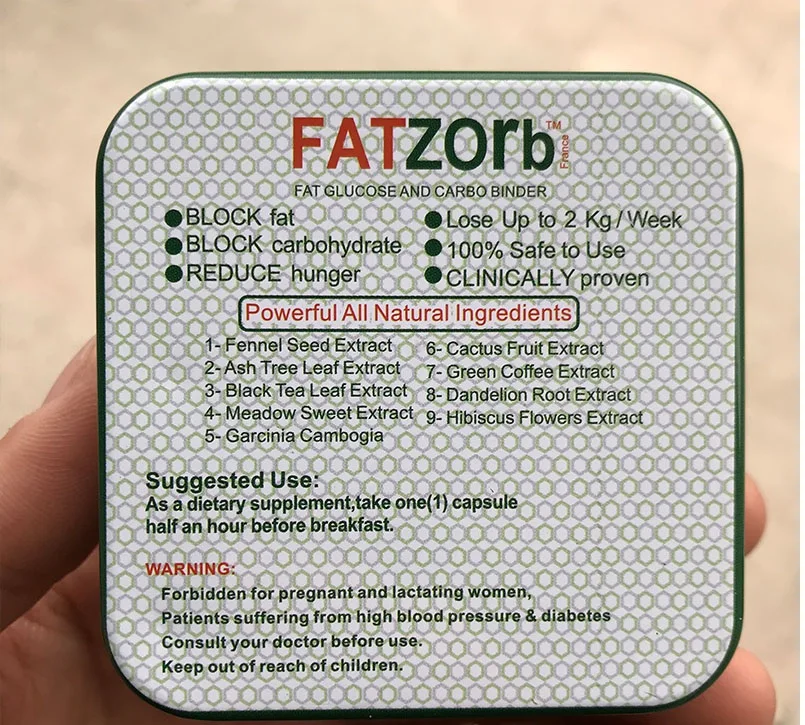 FATZOrb™ France
FAT GLUCOSE AND CARBO BINDER
●BLOCK fat
●BLOCK carbohydrate
●REDUCE hunger
●Lose Up to 2 Kg/Week
●100% Safe to Use
●CLINICALLY proven
Powerful All Natural Ingredients
1- Fennel Seed Extract
2- Ash Tree Leaf Extract
3- Black Tea Leaf Extract
4- Meadow Sweet Extract
5- Garcinia Cambogia
6- Cactus Fruit Extract
7- Green Coffee Extract
8- Dandelion Root Extract
9- Hibiscus Flowers Extract
Suggested Use:
As a dietary supplement,take one(1) capsule
half an hour before breakfast.
WARNING:
Forbidden for pregnant and lactating women,
Patients suffering from high blood pressure & diabetes
Consult your doctor before use.
Keep out of reach of children.